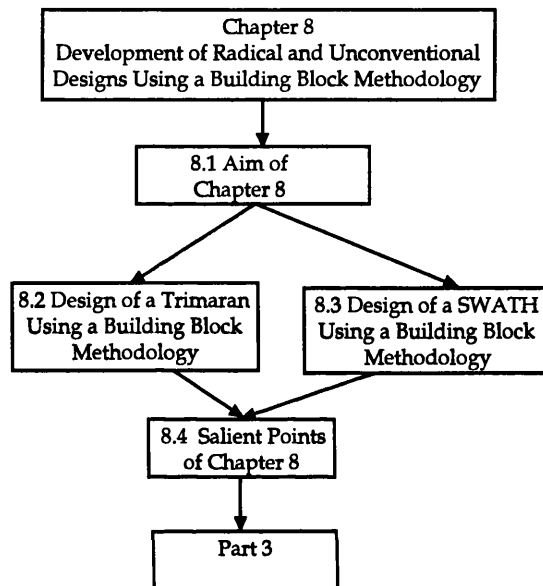 Chapter 8
Development of Radical and Unconventional
Designs Using a Building Block Methodology
8.1 Aim of
Chapter 8
8.2 Design of a Trimaran
Using a Building Block
Methodology
8.3 Design of a SWATH
Using a Building Block
Methodology
8.4 Salient Points
of Chapter 8
Part 3